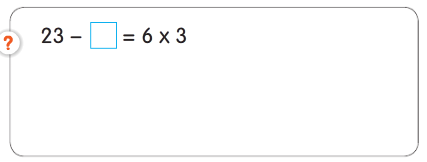 ?
23 – □ = 6 x 3